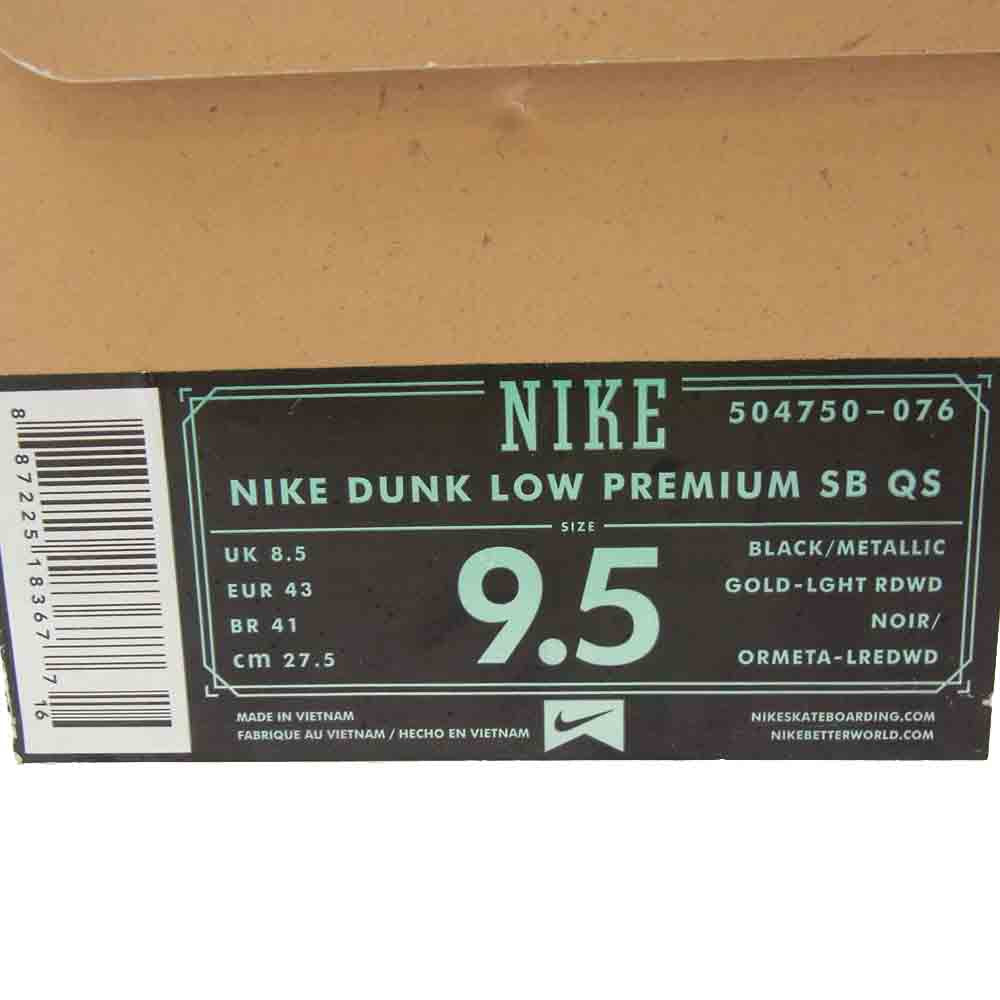 NIKE
504750-076
NIKE DUNK LOW PREMIUM SB QS
SIZE
UK 8.5
EUR 43
BR 41
cm 27.5
9.5
BLACK/METALLIC
GOLD-LGHT RDWD
NOIR/
ORMETA-LREDWD
MADE IN VIETNAM
FABRIQUE AU VIETNAM / HECHO EN VIETNAM
NIKESKATEBOARDING.COM
NIKEBETTERWORLD.COM
8 87225 18367 7 16